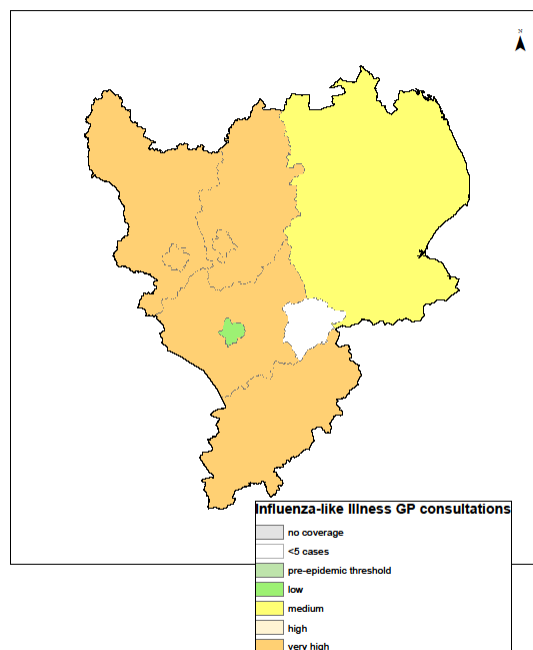 N
Influenza-like Illness GP consultations
no coverage
<5 cases
pre-epidemic threshold
low
medium
high
very high